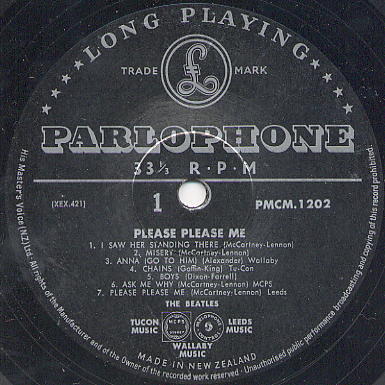 ★★★★★ LONG PLAYING ★★★★★
TRADE MARK
£
PARLOPHONE
33⅓ R·P·M
(XEX.421)
1
PMCM.1202
PLEASE PLEASE ME
1. I SAW HER STANDING THERE (McCartney-Lennon)
2. MISERY (McCartney-Lennon)
3. ANNA (GO TO HIM) (Alexander) Wallaby
4. CHAINS (Goffin-King) Tu-Con
5. BOYS (Dixon-Farrell)
6. ASK ME WHY (McCartney-Lennon) MCPS
7. PLEASE PLEASE ME (McCartney-Lennon) Leeds
THE BEATLES
TUCON MUSIC
MCPS
LEEDS MUSIC
WALLABY MUSIC
MADE IN NEW ZEALAND
His Master's Voice (NZ) Ltd. All rights of the Manufacturer and of the Owner of the recorded work reserved. Unauthorised public performance broadcasting and copying of this record prohibited.